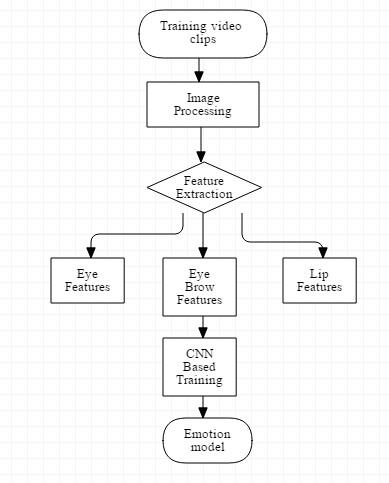 Training video
clips
Image
Processing
Feature
Extraction
Eye
Features
Eye
Brow
Features
Lip
Features
CNN
Based
Training
Emotion
model